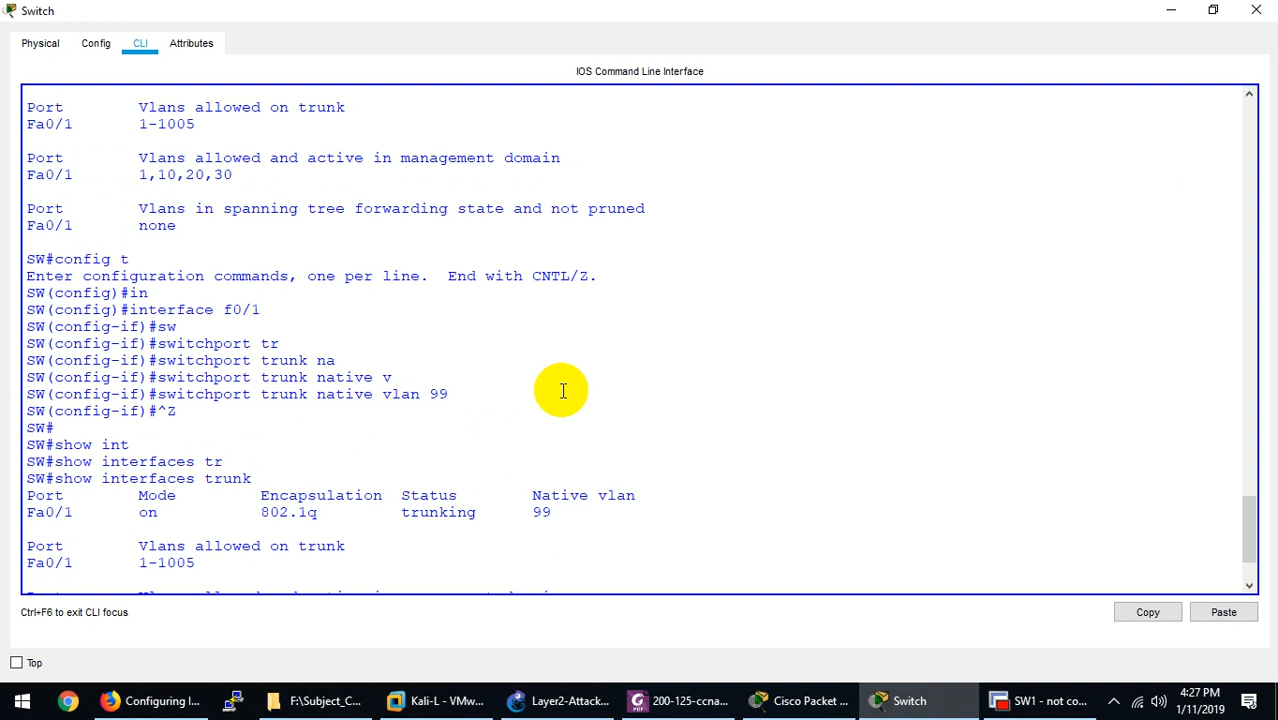 Switch
Physical Config CLI Attributes
IOS Command Line Interface
Port Vlans allowed on trunk
Fa0/1 1-1005
Port Vlans allowed and active in management domain
Fa0/1 1,10,20,30
Port Vlans in spanning tree forwarding state and not pruned
Fa0/1 none
SW#config t
Enter configuration commands, one per line. End with CNTL/Z.
SW(config)#in
SW(config)#interface f0/1
SW(config-if)#sw
SW(config-if)#switchport tr
SW(config-if)#switchport trunk na
SW(config-if)#switchport trunk native v
SW(config-if)#switchport trunk native vlan 99
SW(config-if)#^Z
SW#
SW#show int
SW#show interfaces tr
SW#show interfaces trunk
Port Mode Encapsulation Status Native vlan
Fa0/1 on 802.1q trunking 99
Port Vlans allowed on trunk
Fa0/1 1-1005
Ctrl+F6 to exit CLI focus
Copy Paste
Top
Configuring I... F:\Subject_C... Kali-L - VMw... Layer2-Attack... 200-125-ccna... Cisco Packet ... Switch SW1 - not co...
4:27 PM
1/11/2019
3